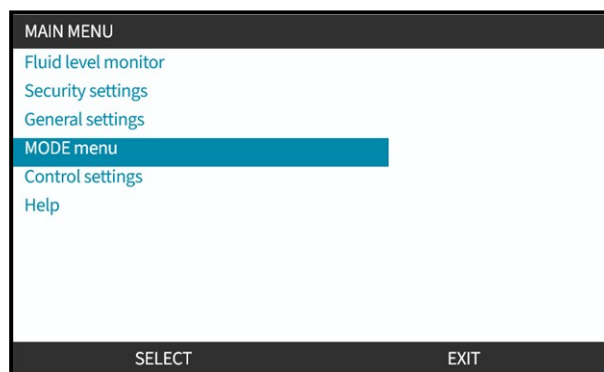 MAIN MENU
Fluid level monitor
Security settings
General settings
MODE menu
Control settings
Help
SELECT EXIT